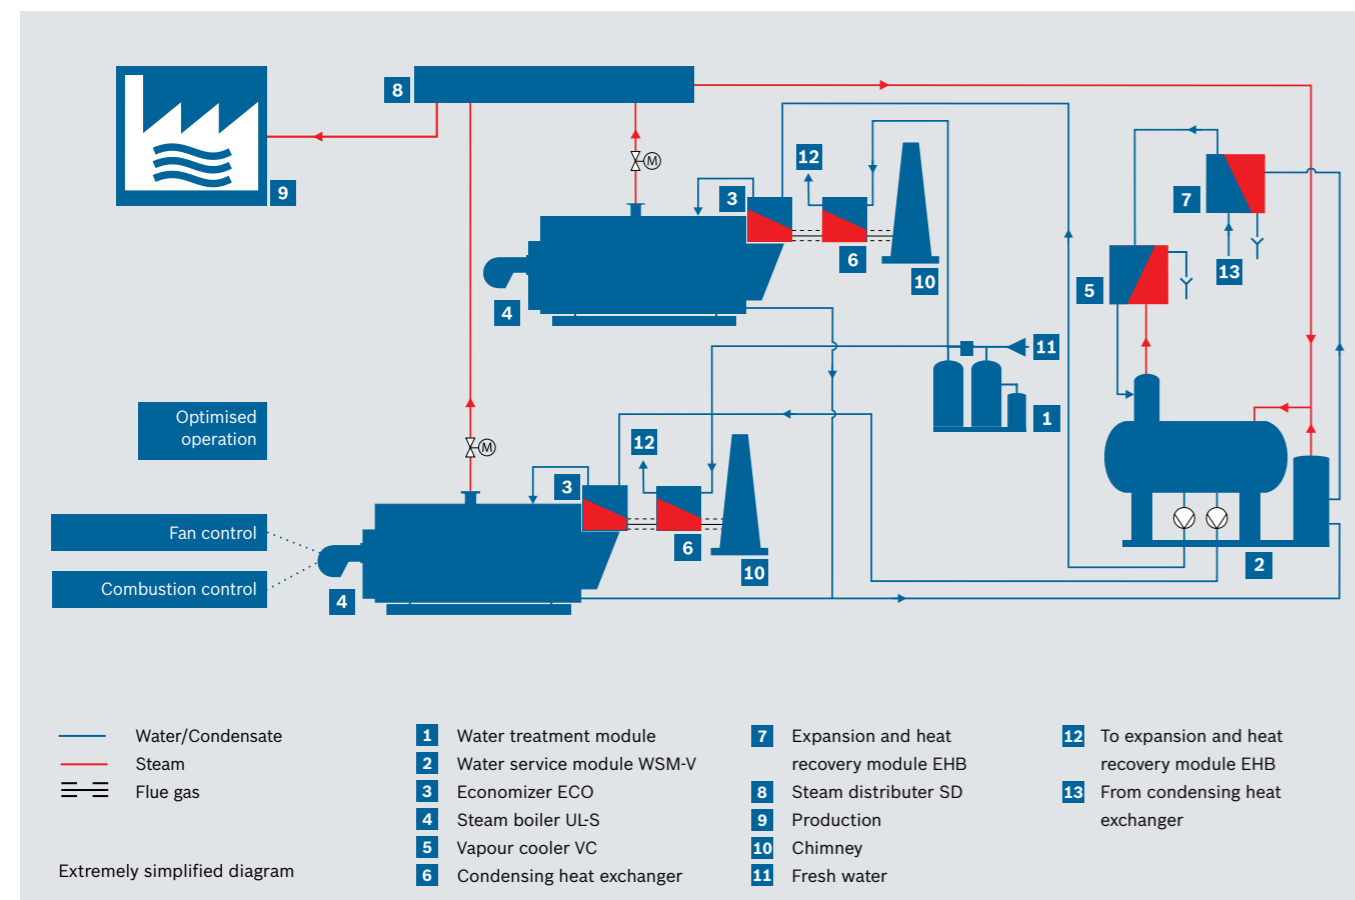 8
9
M
3
12
6
10
4
7
13
5
11
1
Optimised
operation
M
3
12
6
10
Fan control
Combustion control
4
2
Water/Condensate
Steam
Flue gas
Extremely simplified diagram
1 Water treatment module
2 Water service module WSM-V
3 Economizer ECO
4 Steam boiler UL-S
5 Vapour cooler VC
6 Condensing heat exchanger
7 Expansion and heat
recovery module EHB
8 Steam distributer SD
9 Production
10 Chimney
11 Fresh water
12 To expansion and heat
recovery module EHB
13 From condensing heat
exchanger